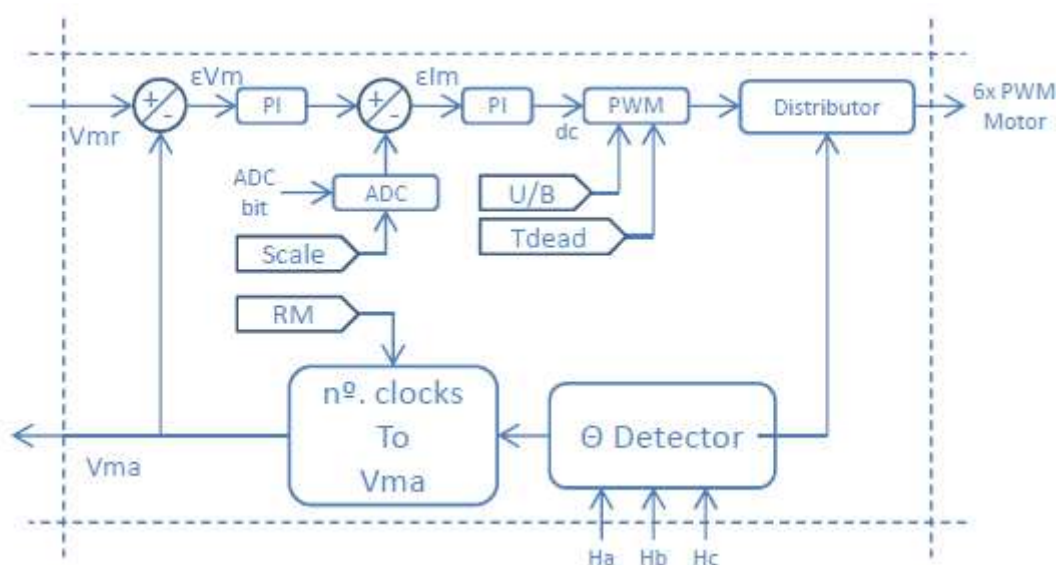 εVm
εIm
6x PWM
Motor
+
-
PI
+
-
PI
PWM
Distributor
Vmr
dc
ADC
bit
ADC
U/B
Scale
Tdead
RM
nº. clocks
To
Vma
Θ Detector
Vma
Ha
Hb
Hc